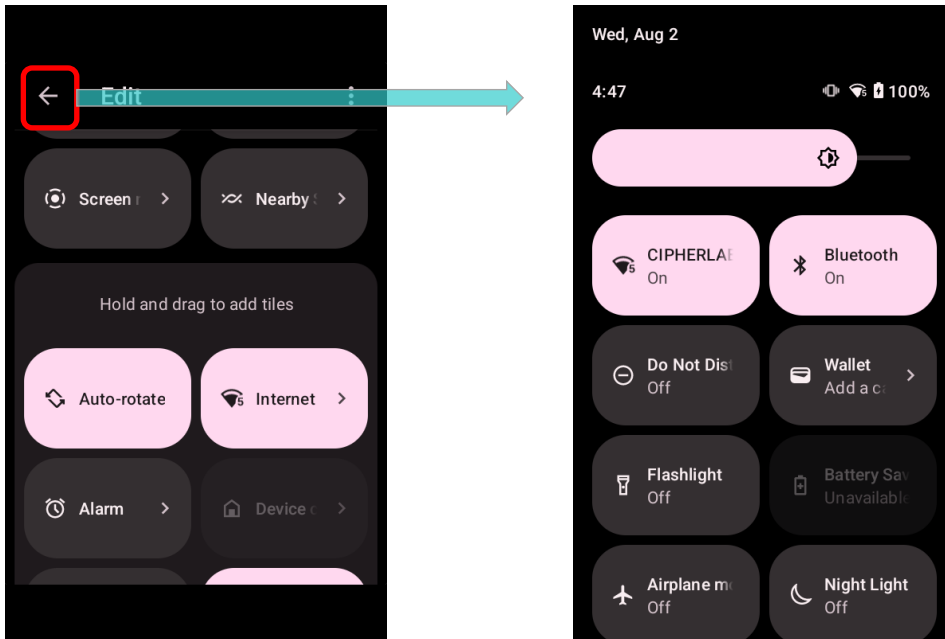 Edit
Screen
Nearby
Hold and drag to add tiles
Auto-rotate
Internet
Alarm
Device
Wed, Aug 2
4:47
100%
CIPHERLAB
On
Bluetooth
On
Do Not Dist
Off
Wallet
Add a ca
Flashlight
Off
Battery Sav
Unavailable
Airplane mo
Off
Night Light
Off